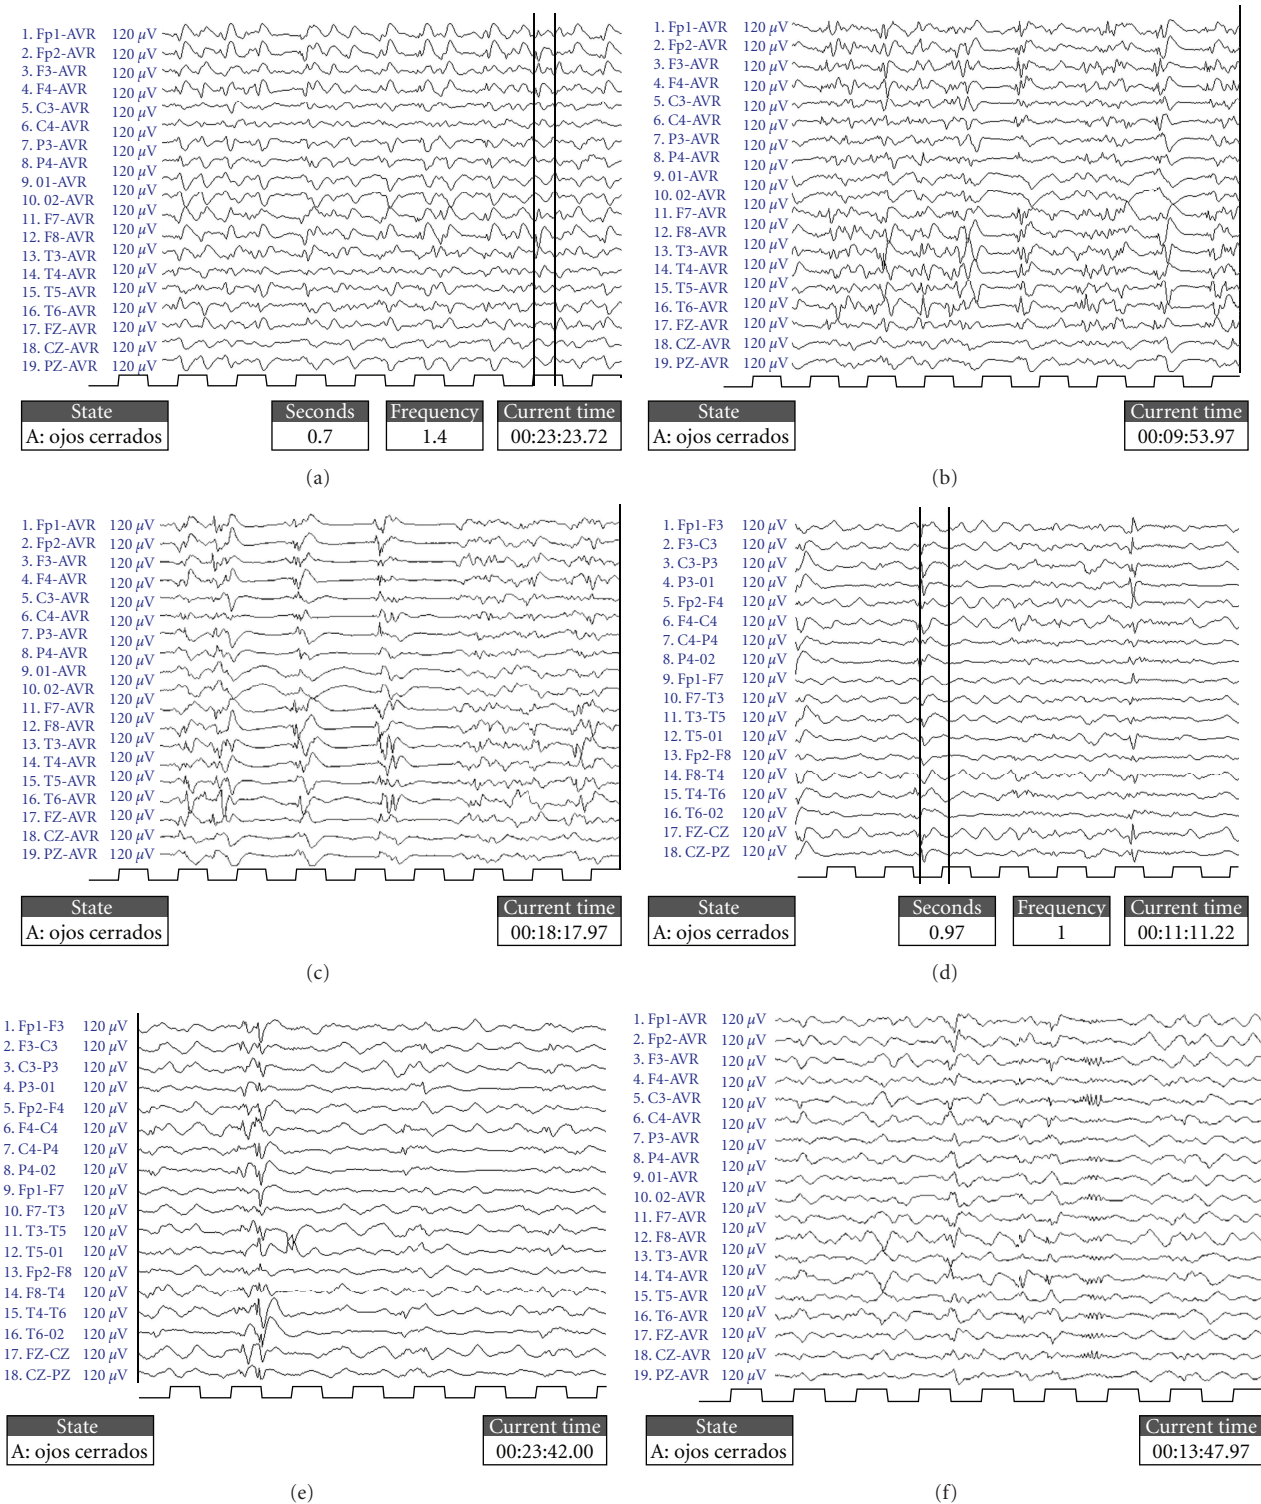 1. Fp1-AVR 120 µV
2. Fp2-AVR 120 µV
3. F3-AVR 120 µV
4. F4-AVR 120 µV
5. C3-AVR 120 µV
6. C4-AVR 120 µV
7. P3-AVR 120 µV
8. P4-AVR 120 µV
9. 01-AVR 120 µV
10. 02-AVR 120 µV
11. F7-AVR 120 µV
12. F8-AVR 120 µV
13. T3-AVR 120 µV
14. T4-AVR 120 µV
15. T5-AVR 120 µV
16. T6-AVR 120 µV
17. FZ-AVR 120 µV
18. CZ-AVR 120 µV
19. PZ-AVR 120 µV
State Seconds Frequency Current time
A: ojos cerrados 0.7 1.4 00:23:23.72
(a)
1. Fp1-AVR 120 µV
2. Fp2-AVR 120 µV
3. F3-AVR 120 µV
4. F4-AVR 120 µV
5. C3-AVR 120 µV
6. C4-AVR 120 µV
7. P3-AVR 120 µV
8. P4-AVR 120 µV
9. 01-AVR 120 µV
10. 02-AVR 120 µV
11. F7-AVR 120 µV
12. F8-AVR 120 µV
13. T3-AVR 120 µV
14. T4-AVR 120 µV
15. T5-AVR 120 µV
16. T6-AVR 120 µV
17. FZ-AVR 120 µV
18. CZ-AVR 120 µV
19. PZ-AVR 120 µV
State Current time
A: ojos cerrados 00:09:53.97
(b)
1. Fp1-AVR 120 µV
2. Fp2-AVR 120 µV
3. F3-AVR 120 µV
4. F4-AVR 120 µV
5. C3-AVR 120 µV
6. C4-AVR 120 µV
7. P3-AVR 120 µV
8. P4-AVR 120 µV
9. 01-AVR 120 µV
10. 02-AVR 120 µV
11. F7-AVR 120 µV
12. F8-AVR 120 µV
13. T3-AVR 120 µV
14. T4-AVR 120 µV
15. T5-AVR 120 µV
16. T6-AVR 120 µV
17. FZ-AVR 120 µV
18. CZ-AVR 120 µV
19. PZ-AVR 120 µV
State Current time
A: ojos cerrados 00:18:17.97
(c)
1. Fp1-F3 120 µV
2. F3-C3 120 µV
3. C3-P3 120 µV
4. P3-01 120 µV
5. Fp2-F4 120 µV
6. F4-C4 120 µV
7. C4-P4 120 µV
8. P4-02 120 µV
9. Fp1-F7 120 µV
10. F7-T3 120 µV
11. T3-T5 120 µV
12. T5-01 120 µV
13. Fp2-F8 120 µV
14. F8-T4 120 µV
15. T4-T6 120 µV
16. T6-02 120 µV
17. FZ-CZ 120 µV
18. CZ-PZ 120 µV
State Seconds Frequency Current time
A: ojos cerrados 0.97 1 00:11:11.22
(d)
1. Fp1-F3 120 µV
2. F3-C3 120 µV
3. C3-P3 120 µV
4. P3-01 120 µV
5. Fp2-F4 120 µV
6. F4-C4 120 µV
7. C4-P4 120 µV
8. P4-02 120 µV
9. Fp1-F7 120 µV
10. F7-T3 120 µV
11. T3-T5 120 µV
12. T5-01 120 µV
13. Fp2-F8 120 µV
14. F8-T4 120 µV
15. T4-T6 120 µV
16. T6-02 120 µV
17. FZ-CZ 120 µV
18. CZ-PZ 120 µV
State Current time
A: ojos cerrados 00:23:42.00
(e)
1. Fp1-AVR 120 µV
2. Fp2-AVR 120 µV
3. F3-AVR 120 µV
4. F4-AVR 120 µV
5. C3-AVR 120 µV
6. C4-AVR 120 µV
7. P3-AVR 120 µV
8. P4-AVR 120 µV
9. 01-AVR 120 µV
10. 02-AVR 120 µV
11. F7-AVR 120 µV
12. F8-AVR 120 µV
13. T3-AVR 120 µV
14. T4-AVR 120 µV
15. T5-AVR 120 µV
16. T6-AVR 120 µV
17. FZ-AVR 120 µV
18. CZ-AVR 120 µV
19. PZ-AVR 120 µV
State Current time
A: ojos cerrados 00:13:47.97
(f)